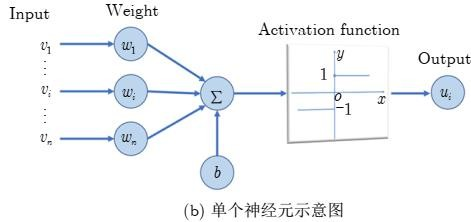 Input
Weight
Activation function
Output
v₁
w₁
⋮
vᵢ
wᵢ
⋮
vₙ
wₙ
Σ
b
y
1
o
x
−1
uᵢ
(b) 单个神经元示意图